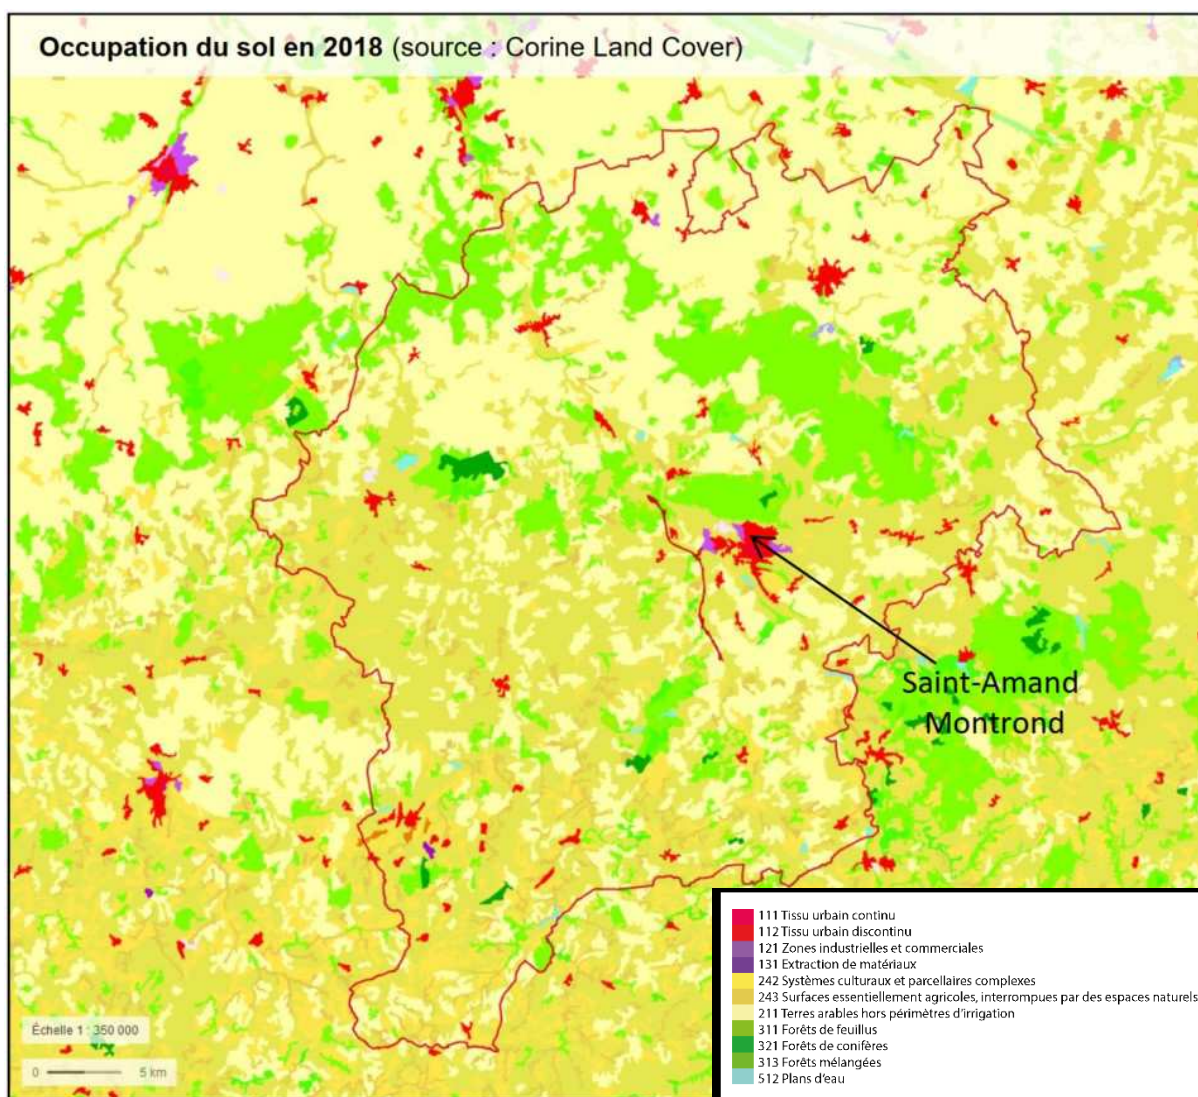 Occupation du sol en 2018 (source : Corine Land Cover)
Saint-Amand
Montrond
111 Tissu urbain continu
112 Tissu urbain discontinu
121 Zones industrielles et commerciales
131 Extraction de matériaux
242 Systèmes culturaux et parcellaires complexes
243 Surfaces essentiellement agricoles, interrompues par des espaces naturels
211 Terres arables hors périmètres d'irrigation
311 Forêts de feuillus
321 Forêts de conifères
313 Forêts mélangées
512 Plans d'eau
Échelle 1 : 350 000
0 5 km